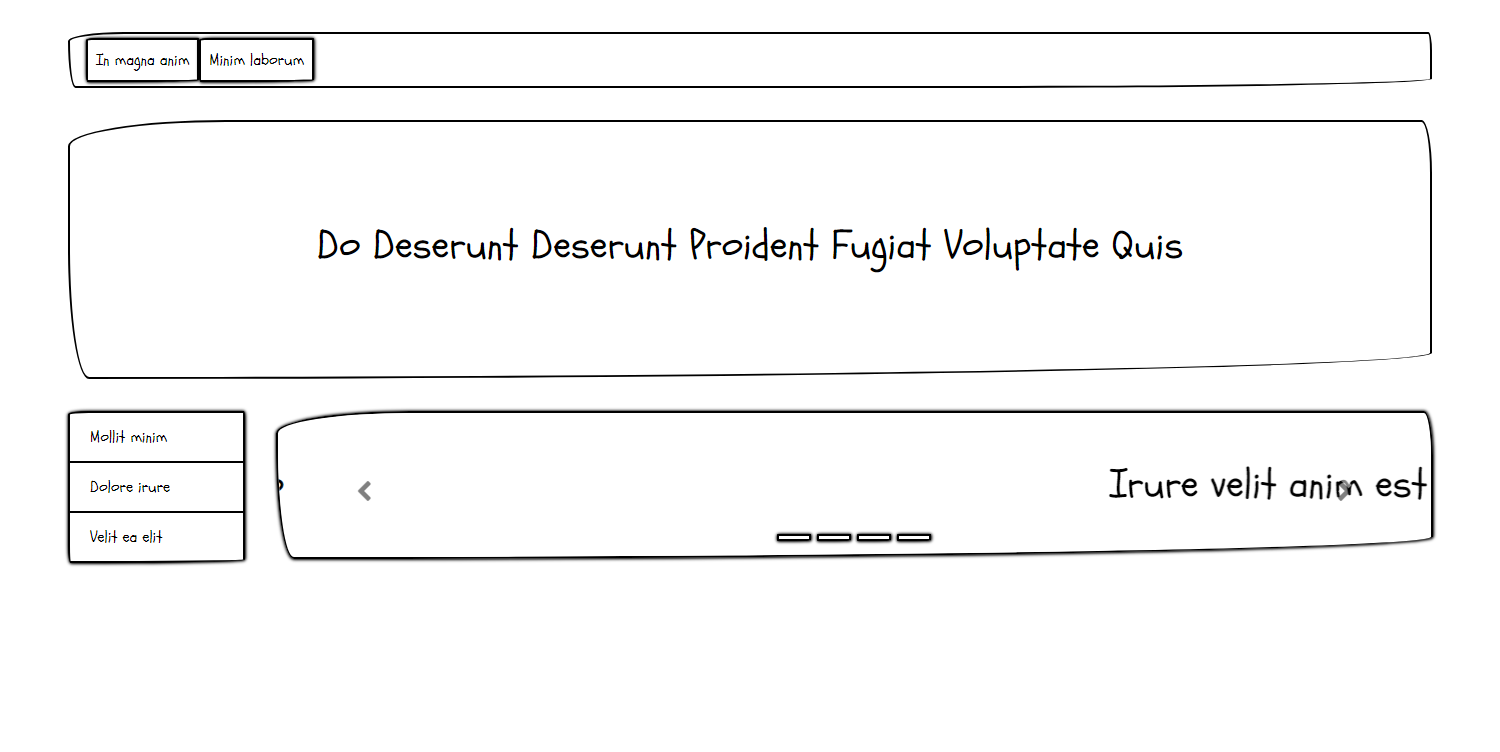 In magna anim
Minim laborum
Do Deserunt Deserunt Proident Fugiat Voluptate Quis
Mollit minim
Dolore irure
Velit ea elit
Irure velit anim est